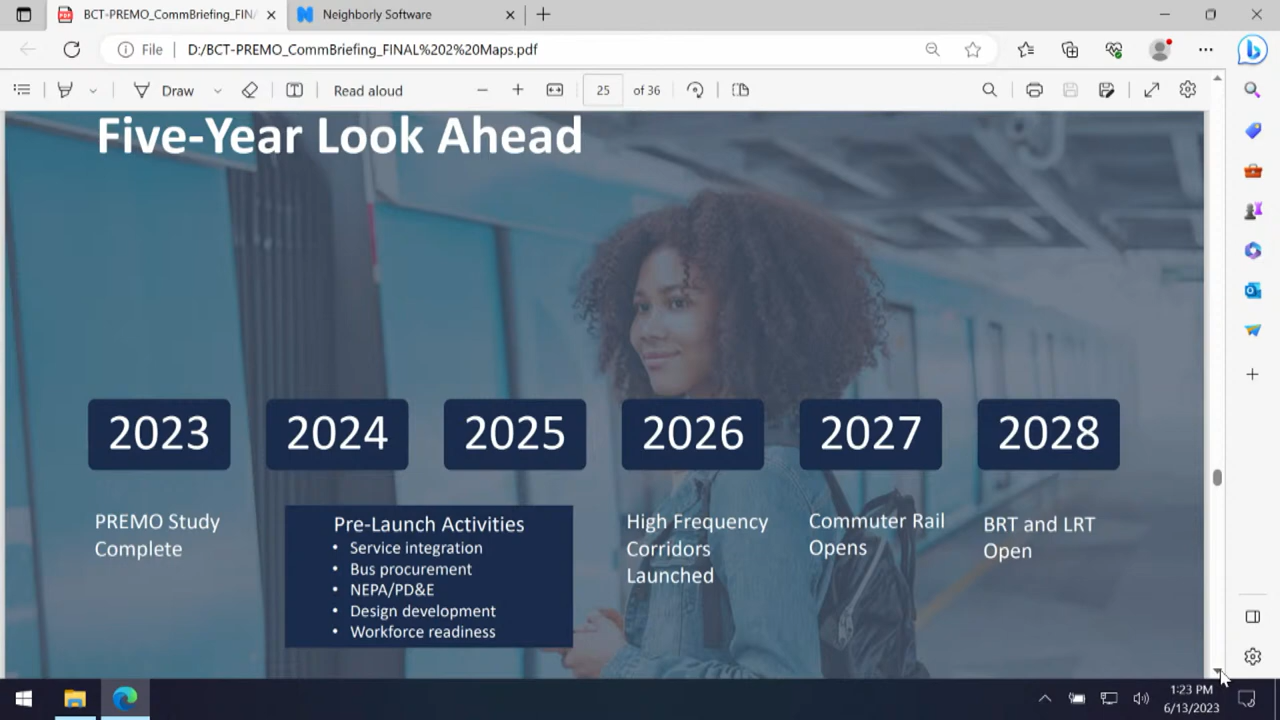 BCT-PREMO_CommBriefing_FIN
Neighborly Software
File D:/BCT-PREMO_CommBriefing_FINAL%202%20Maps.pdf
Draw Read aloud 25 of 36
Five-Year Look Ahead
2023 2024 2025 2026 2027 2028
PREMO Study
Complete
Pre-Launch Activities
• Service integration
• Bus procurement
• NEPA/PD&E
• Design development
• Workforce readiness
High Frequency
Corridors
Launched
Commuter Rail
Opens
BRT and LRT
Open
1:23 PM
6/13/2023